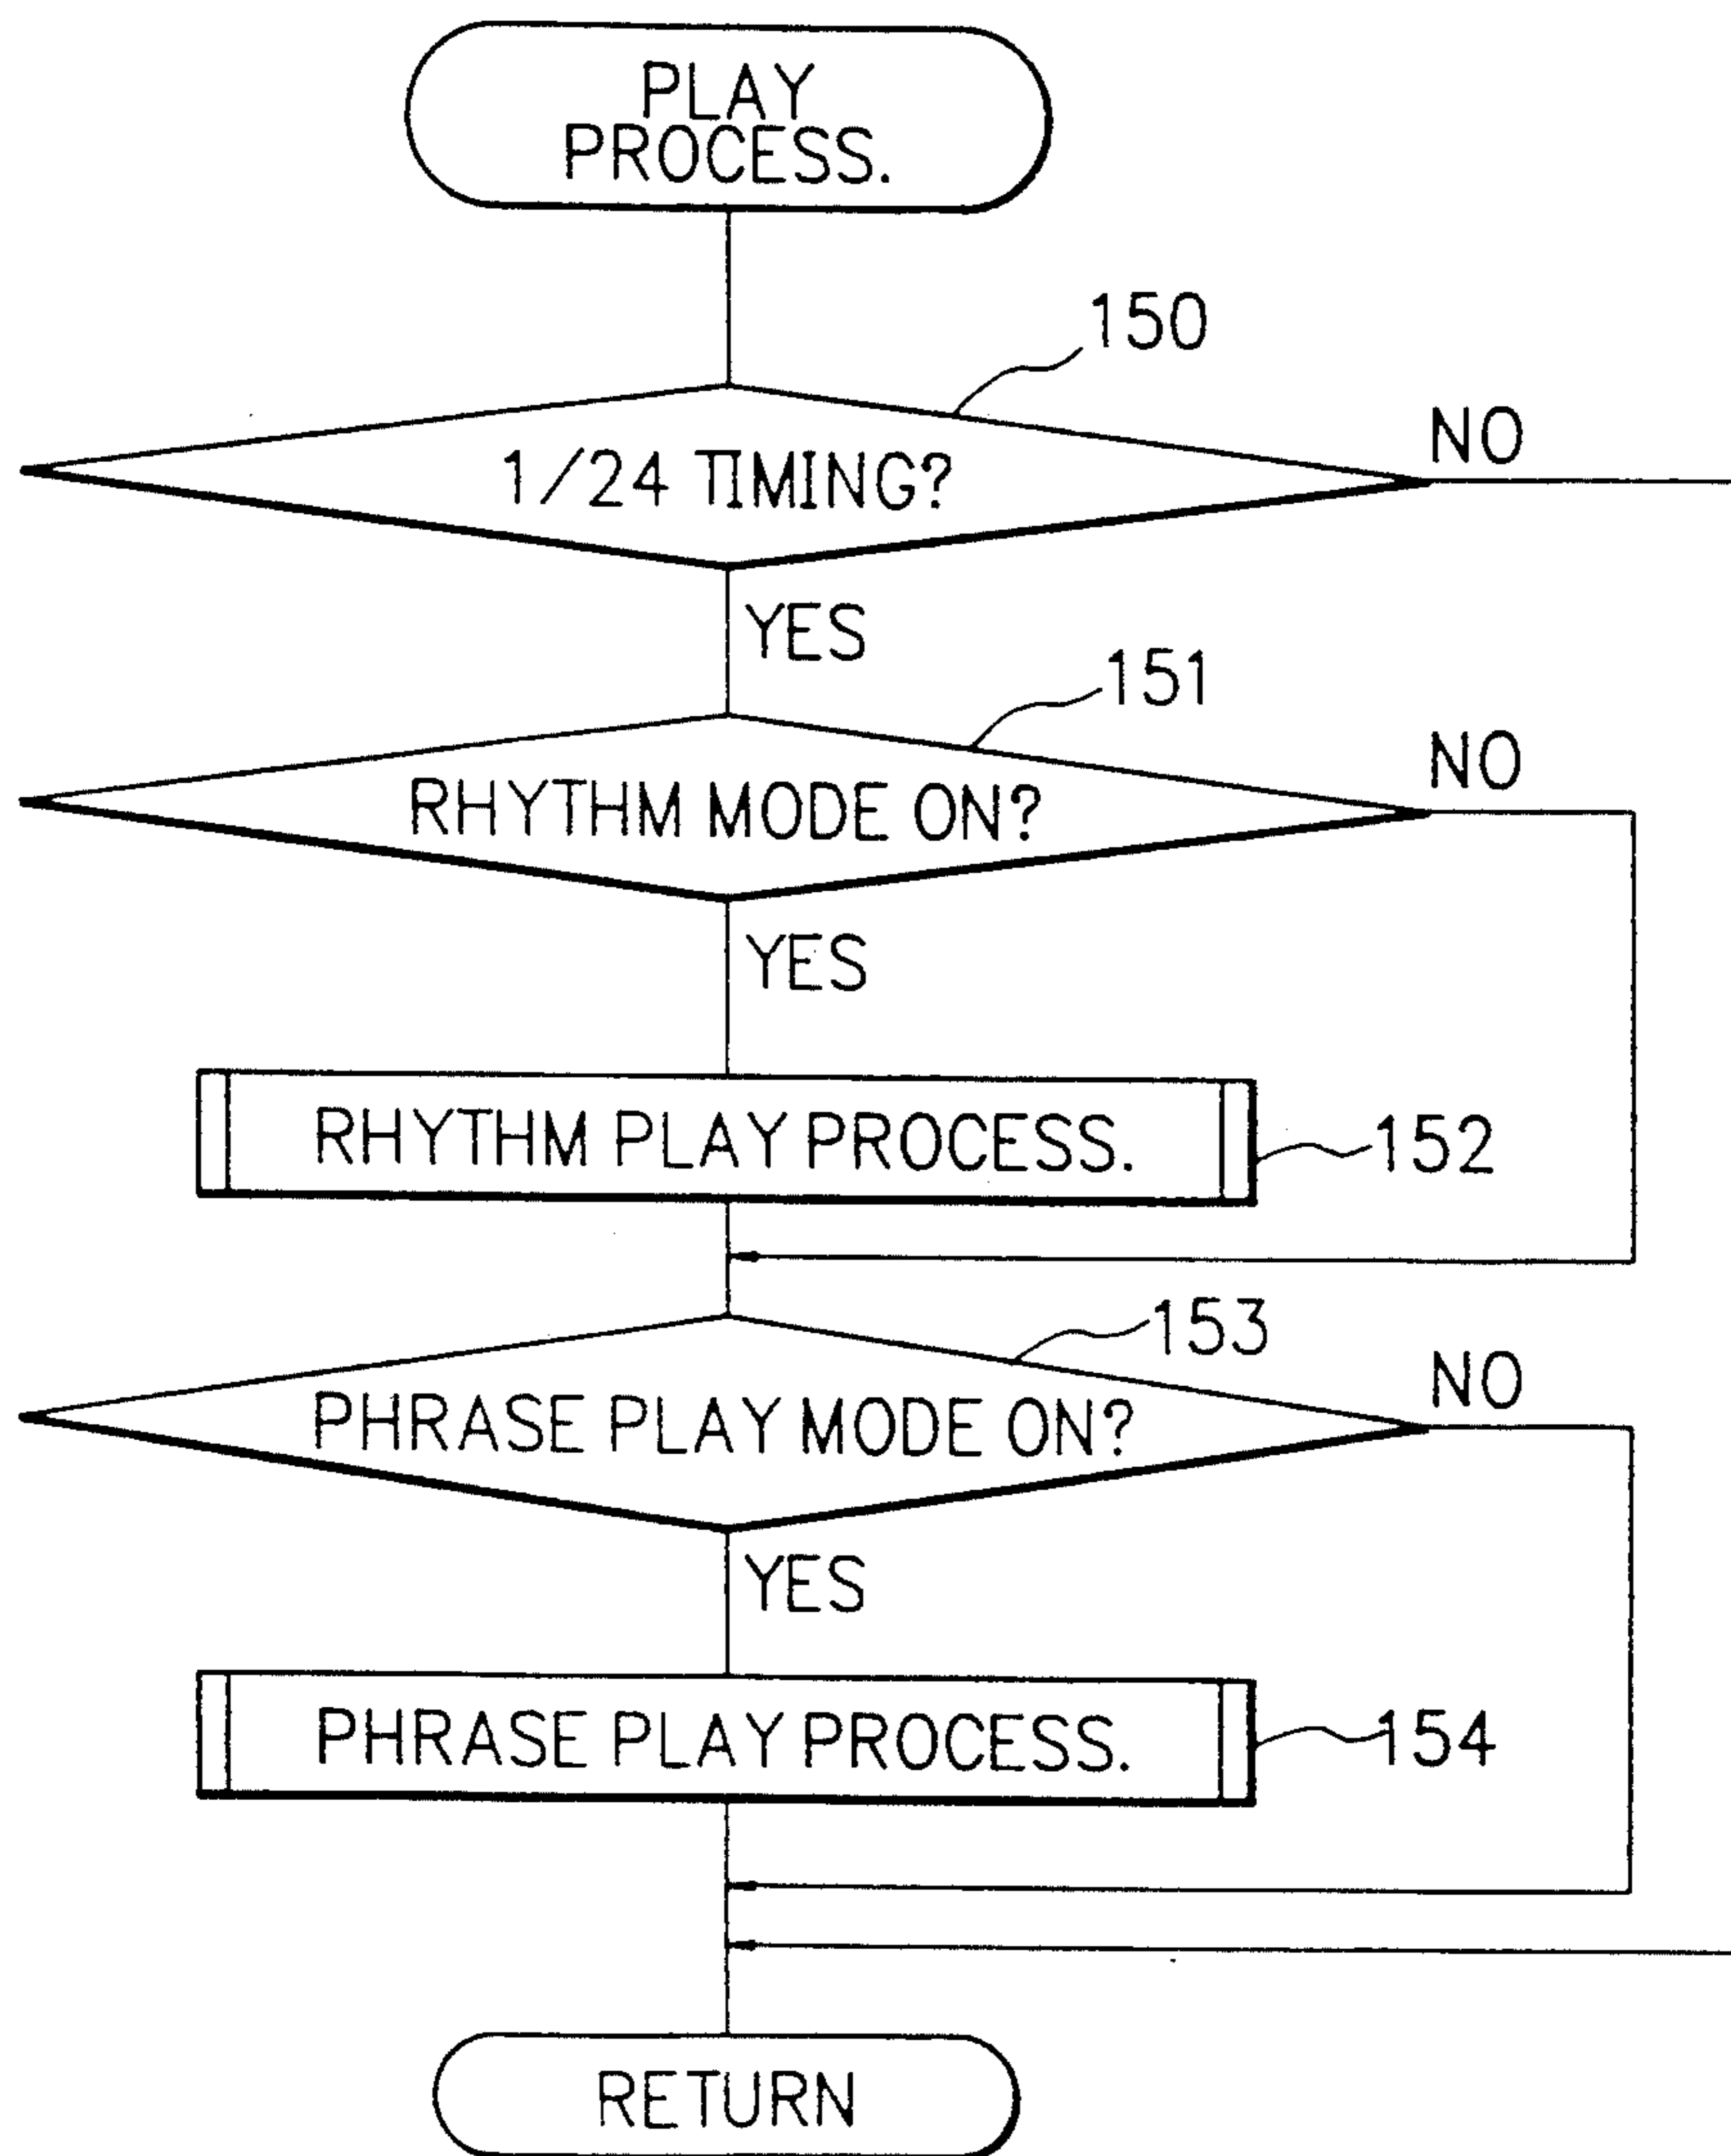 PLAY
PROCESS.
150
1/24 TIMING?
NO
YES
151
RHYTHM MODE ON?
NO
YES
RHYTHM PLAY PROCESS.
152
153
PHRASE PLAY MODE ON?
NO
YES
PHRASE PLAY PROCESS.
154
RETURN